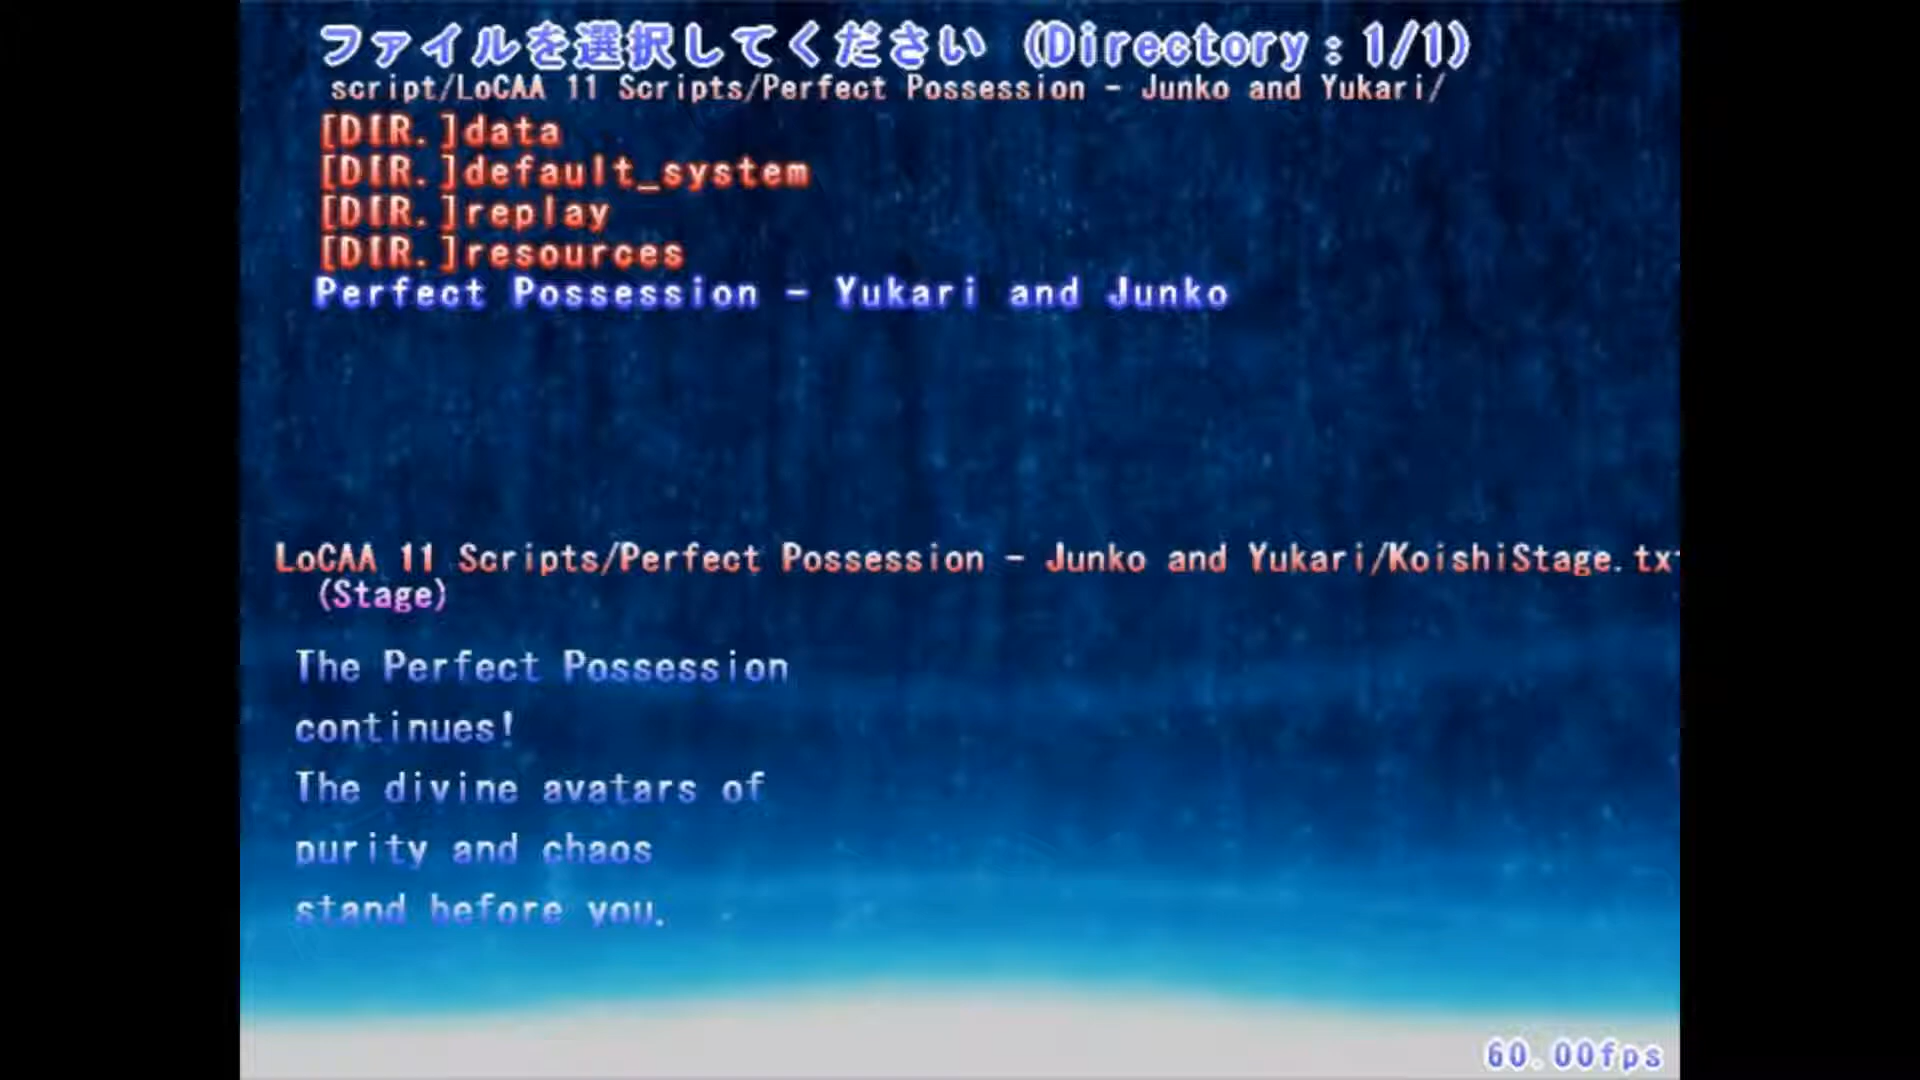 ファイルを選択してください (Directory：1/1)
script/LoCAA 11 Scripts/Perfect Possession - Junko and Yukari/
[DIR.]data
[DIR.]default_system
[DIR.]replay
[DIR.]resources
Perfect Possession - Yukari and Junko
LoCAA 11 Scripts/Perfect Possession - Junko and Yukari/KoishiStage.txt
(Stage)
The Perfect Possession
continues!
The divine avatars of
purity and chaos
stand before you.
60.00fps